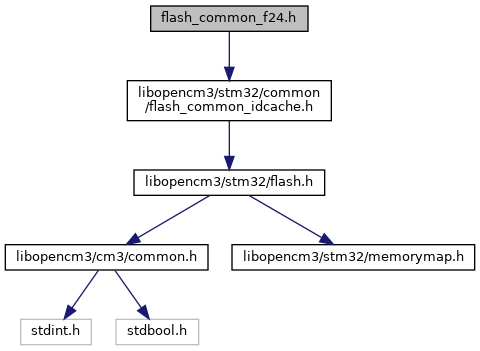 flash_common_f24.h
libopencm3/stm32/common
/flash_common_idcache.h
libopencm3/stm32/flash.h
libopencm3/cm3/common.h
libopencm3/stm32/memorymap.h
stdint.h
stdbool.h